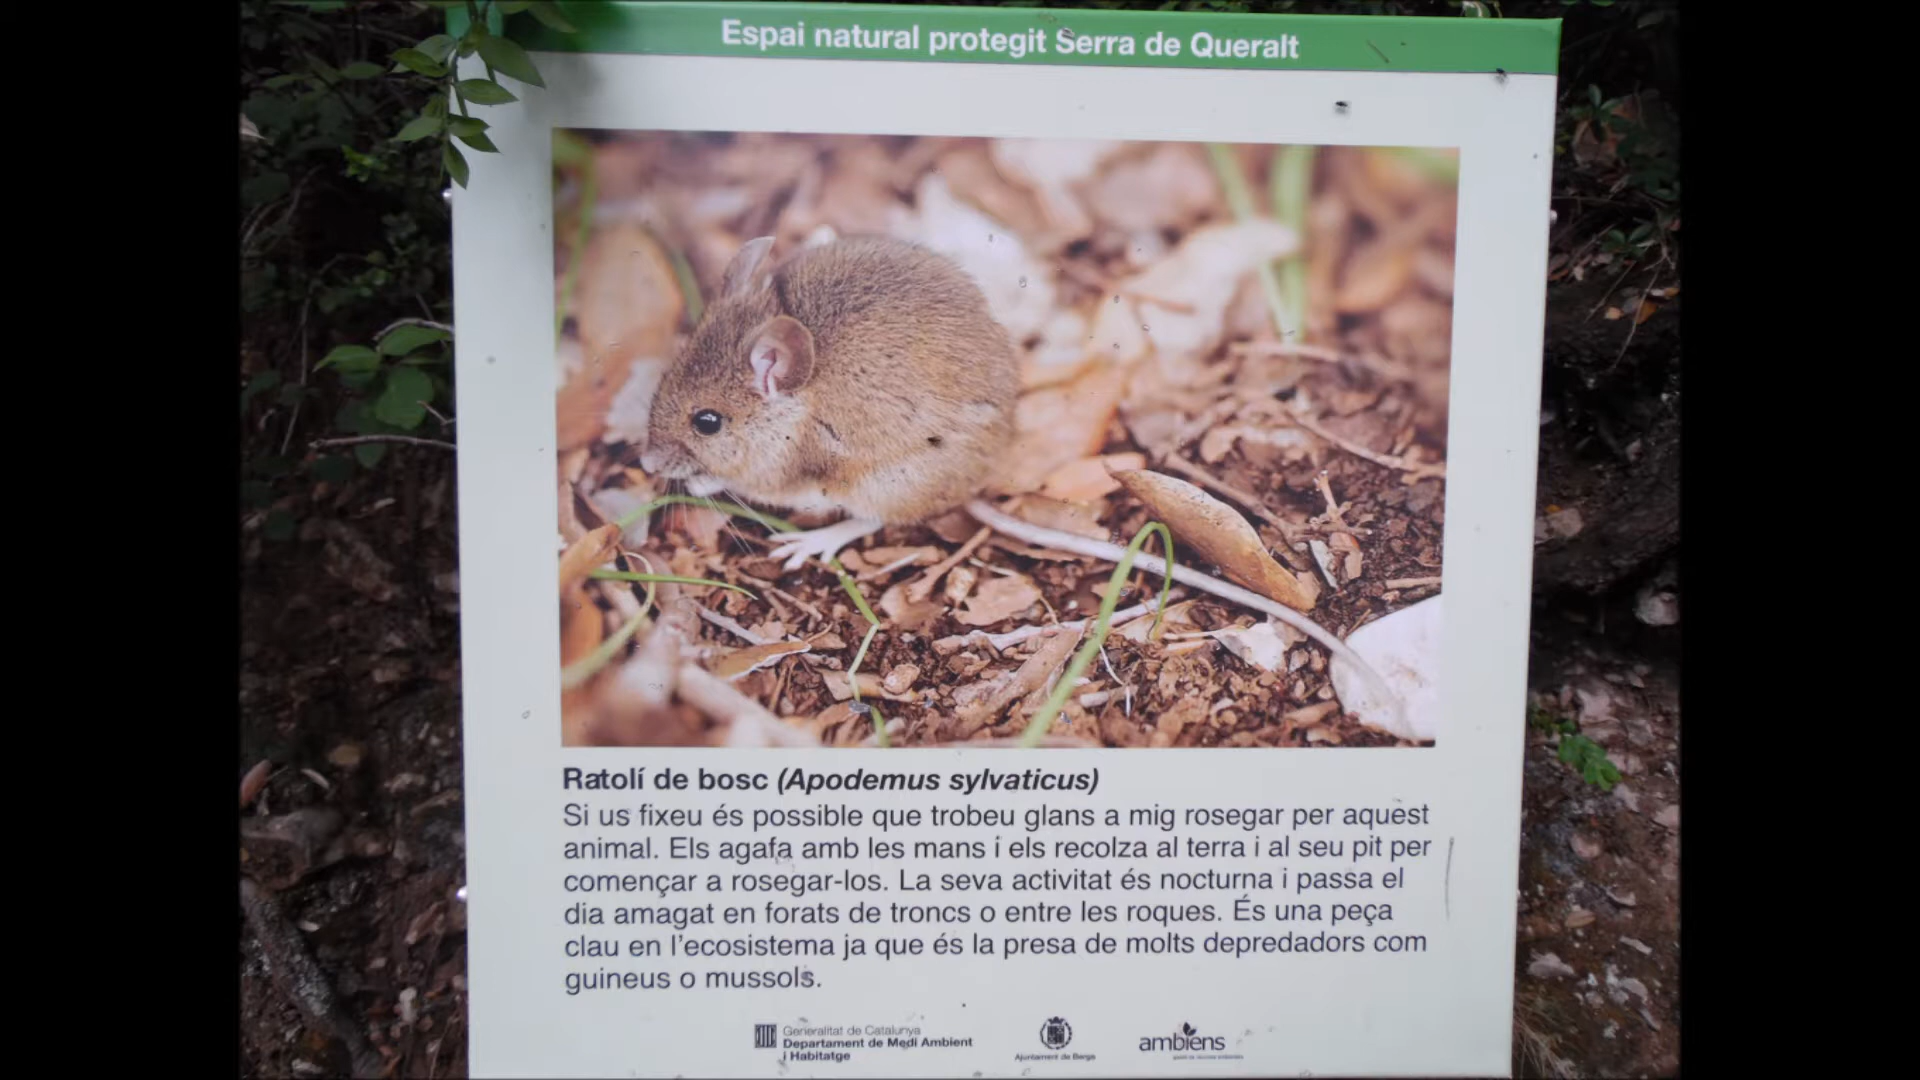 Espai natural protegit Serra de Queralt
Ratolí de bosc (Apodemus sylvaticus)
Si us fixeu és possible que trobeu glans a mig rosegar per aquest
animal. Els agafa amb les mans i els recolza al terra i al seu pit per
començar a rosegar-los. La seva activitat és nocturna i passa el
dia amagat en forats de troncs o entre les roques. És una peça
clau en l'ecosistema ja que és la presa de molts depredadors com
guineus o mussols.
Generalitat de Catalunya
Departament de Medi Ambient
i Habitatge
Ajuntament de Berga
ambiens